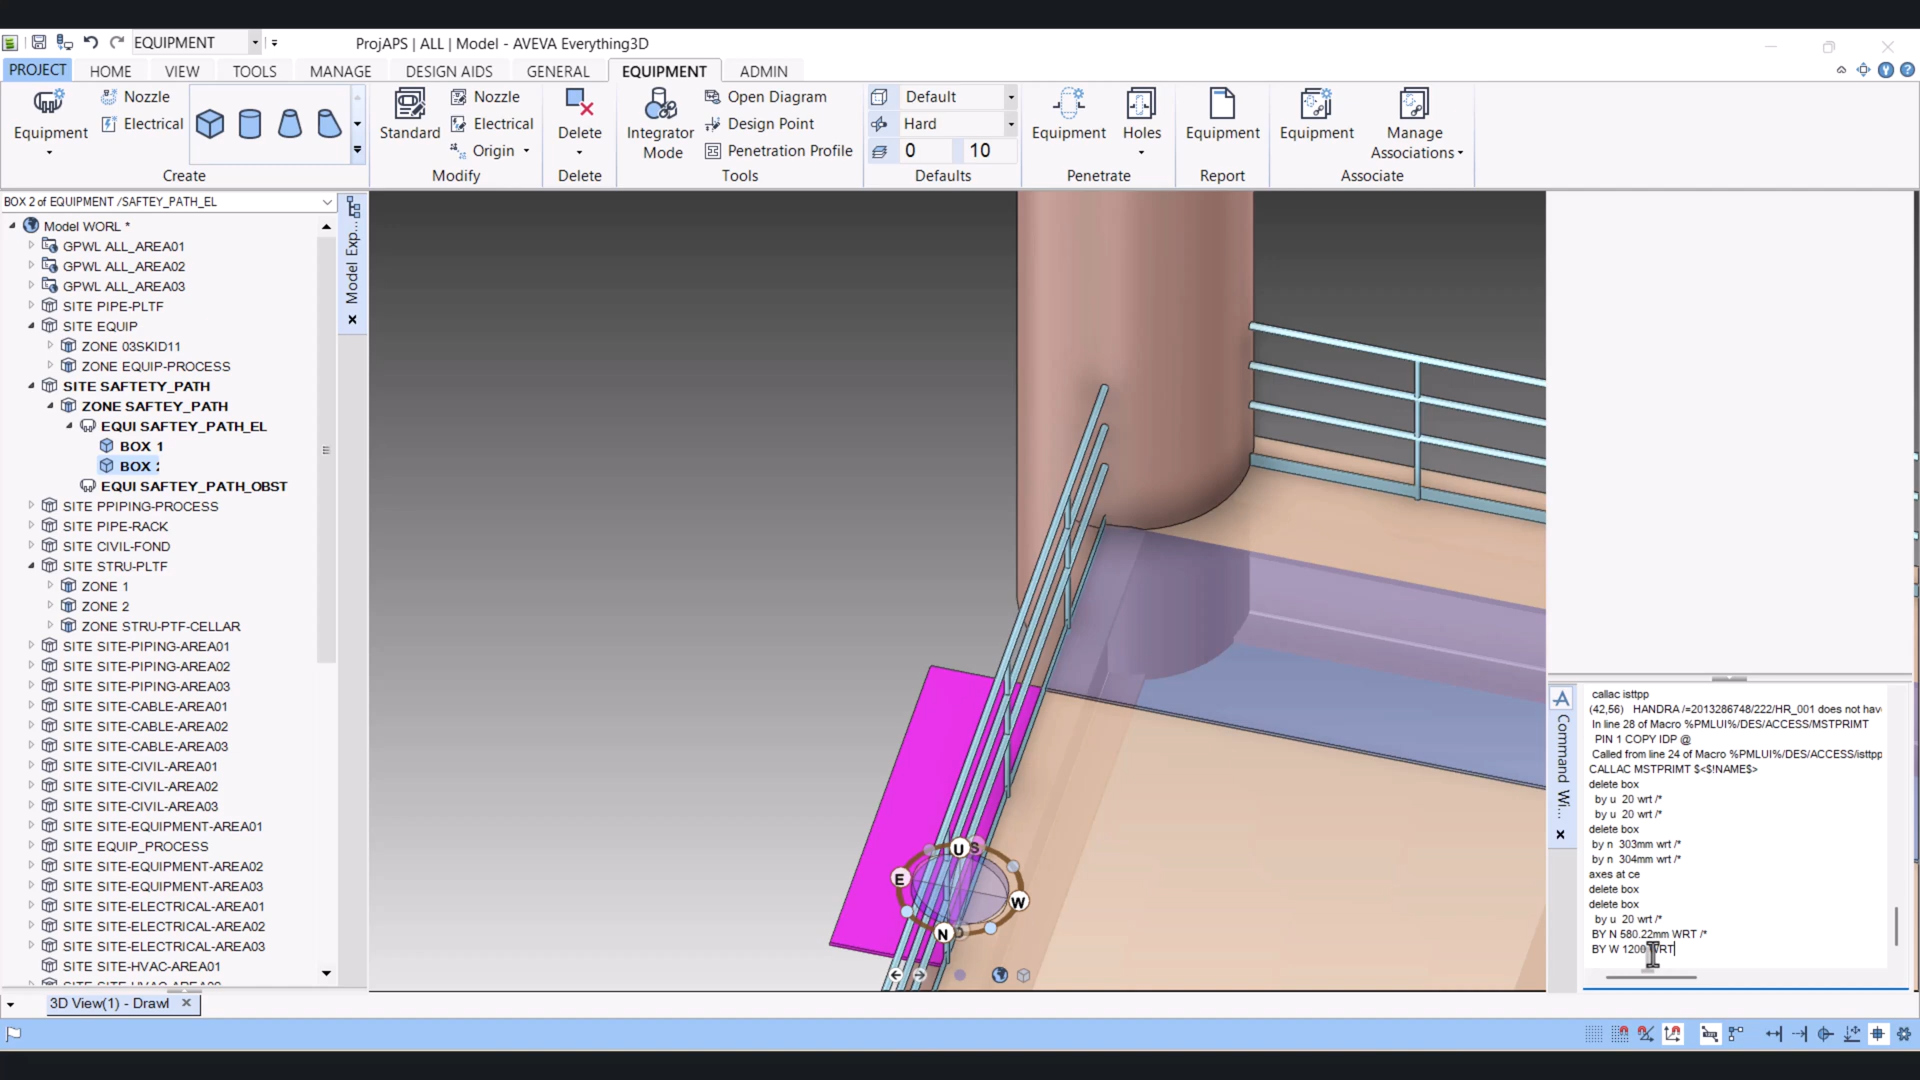 EQUIPMENT
ProjAPS | ALL | Model - AVEVA Everything3D
PROJECT
HOME
VIEW
TOOLS
MANAGE
DESIGN AIDS
GENERAL
EQUIPMENT
ADMIN
Equipment
Nozzle
Electrical
Create
Standard
Nozzle
Electrical
Origin
Modify
Delete
Delete
Integrator
Mode
Open Diagram
Design Point
Penetration Profile
Tools
Default
Hard
0 10
Defaults
Equipment
Holes
Penetrate
Equipment
Report
Equipment
Manage
Associations
Associate
BOX 2 of EQUIPMENT /SAFTEY_PATH_EL
Model WORL *
GPWL ALL_AREA01
GPWL ALL_AREA02
GPWL ALL_AREA03
SITE PIPE-PLTF
SITE EQUIP
ZONE 03SKID11
ZONE EQUIP-PROCESS
SITE SAFTETY_PATH
ZONE SAFTEY_PATH
EQUI SAFTEY_PATH_EL
BOX 1
BOX
EQUI SAFTEY_PATH_OBST
SITE PPIPING-PROCESS
SITE PIPE-RACK
SITE CIVIL-FOND
SITE STRU-PLTF
ZONE 1
ZONE 2
ZONE STRU-PTF-CELLAR
SITE SITE-PIPING-AREA01
SITE SITE-PIPING-AREA02
SITE SITE-PIPING-AREA03
SITE SITE-CABLE-AREA01
SITE SITE-CABLE-AREA02
SITE SITE-CABLE-AREA03
SITE SITE-CIVIL-AREA01
SITE SITE-CIVIL-AREA02
SITE SITE-CIVIL-AREA03
SITE SITE-EQUIPMENT-AREA01
SITE EQUIP_PROCESS
SITE SITE-EQUIPMENT-AREA02
SITE SITE-EQUIPMENT-AREA03
SITE SITE-ELECTRICAL-AREA01
SITE SITE-ELECTRICAL-AREA02
SITE SITE-ELECTRICAL-AREA03
SITE SITE-HVAC-AREA01
Model Exp...
U
S
E
W
N
Command Wi...
callac isttpp
(42,56) HANDRA /=2013286748/222/HR_001 does not hav
In line 28 of Macro %PMLUI%/DES/ACCESS/MSTPRIMT
PIN 1 COPY IDP @
Called from line 24 of Macro %PMLUI%/DES/ACCESS/isttpp
CALLAC MSTPRIMT $<$!NAME$>
delete box
by u 20 wrt /*
by u 20 wrt /*
delete box
by n 303mm wrt /*
by n 304mm wrt /*
axes at ce
delete box
delete box
by u 20 wrt /*
BY N 580.22mm WRT /*
BY W 1200 WRT
3D View(1) - Drawl